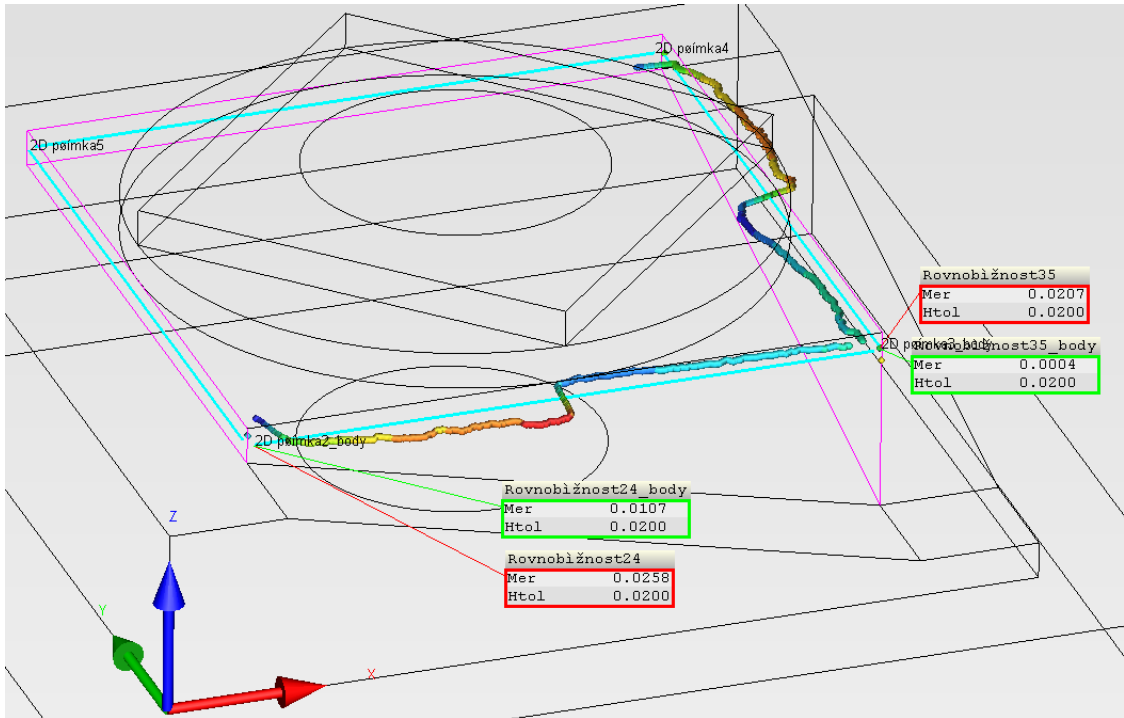 2D pøímka4
2D pøímka5
Rovnobìžnost35
Mer 0.0207
Htol 0.0200
2D pøímka3_body
Rovnobìžnost35_body
Mer 0.0004
Htol 0.0200
2D pøímka2_body
Rovnobìžnost24_body
Mer 0.0107
Htol 0.0200
Rovnobìžnost24
Mer 0.0258
Htol 0.0200
Z
Y
X